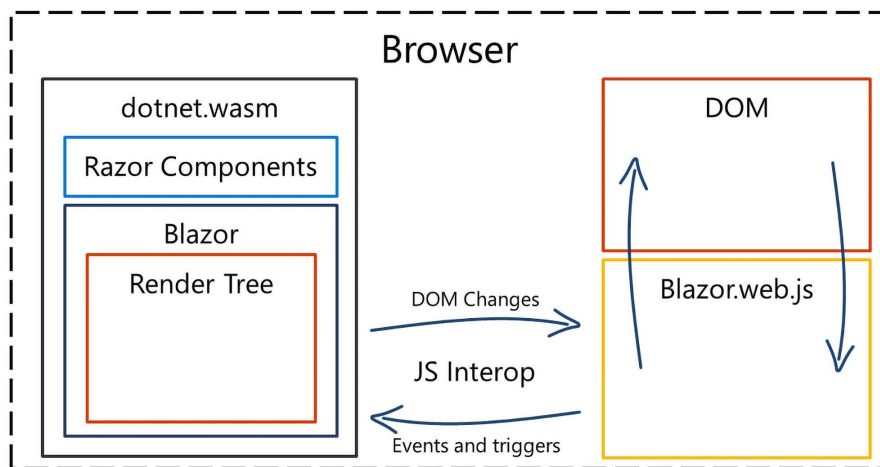 Browser
dotnet.wasm
Razor Components
Blazor
Render Tree
DOM Changes
JS Interop
Events and triggers
DOM
Blazor.web.js